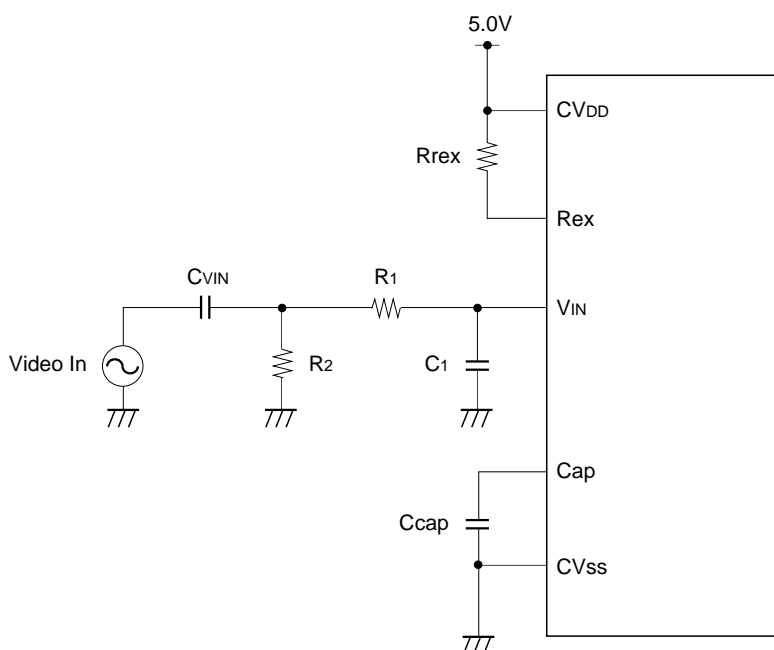 5.0V
CVDD
Rrex
Rex
CVIN
R1
VIN
Video In
R2
C1
Cap
Ccap
CVss